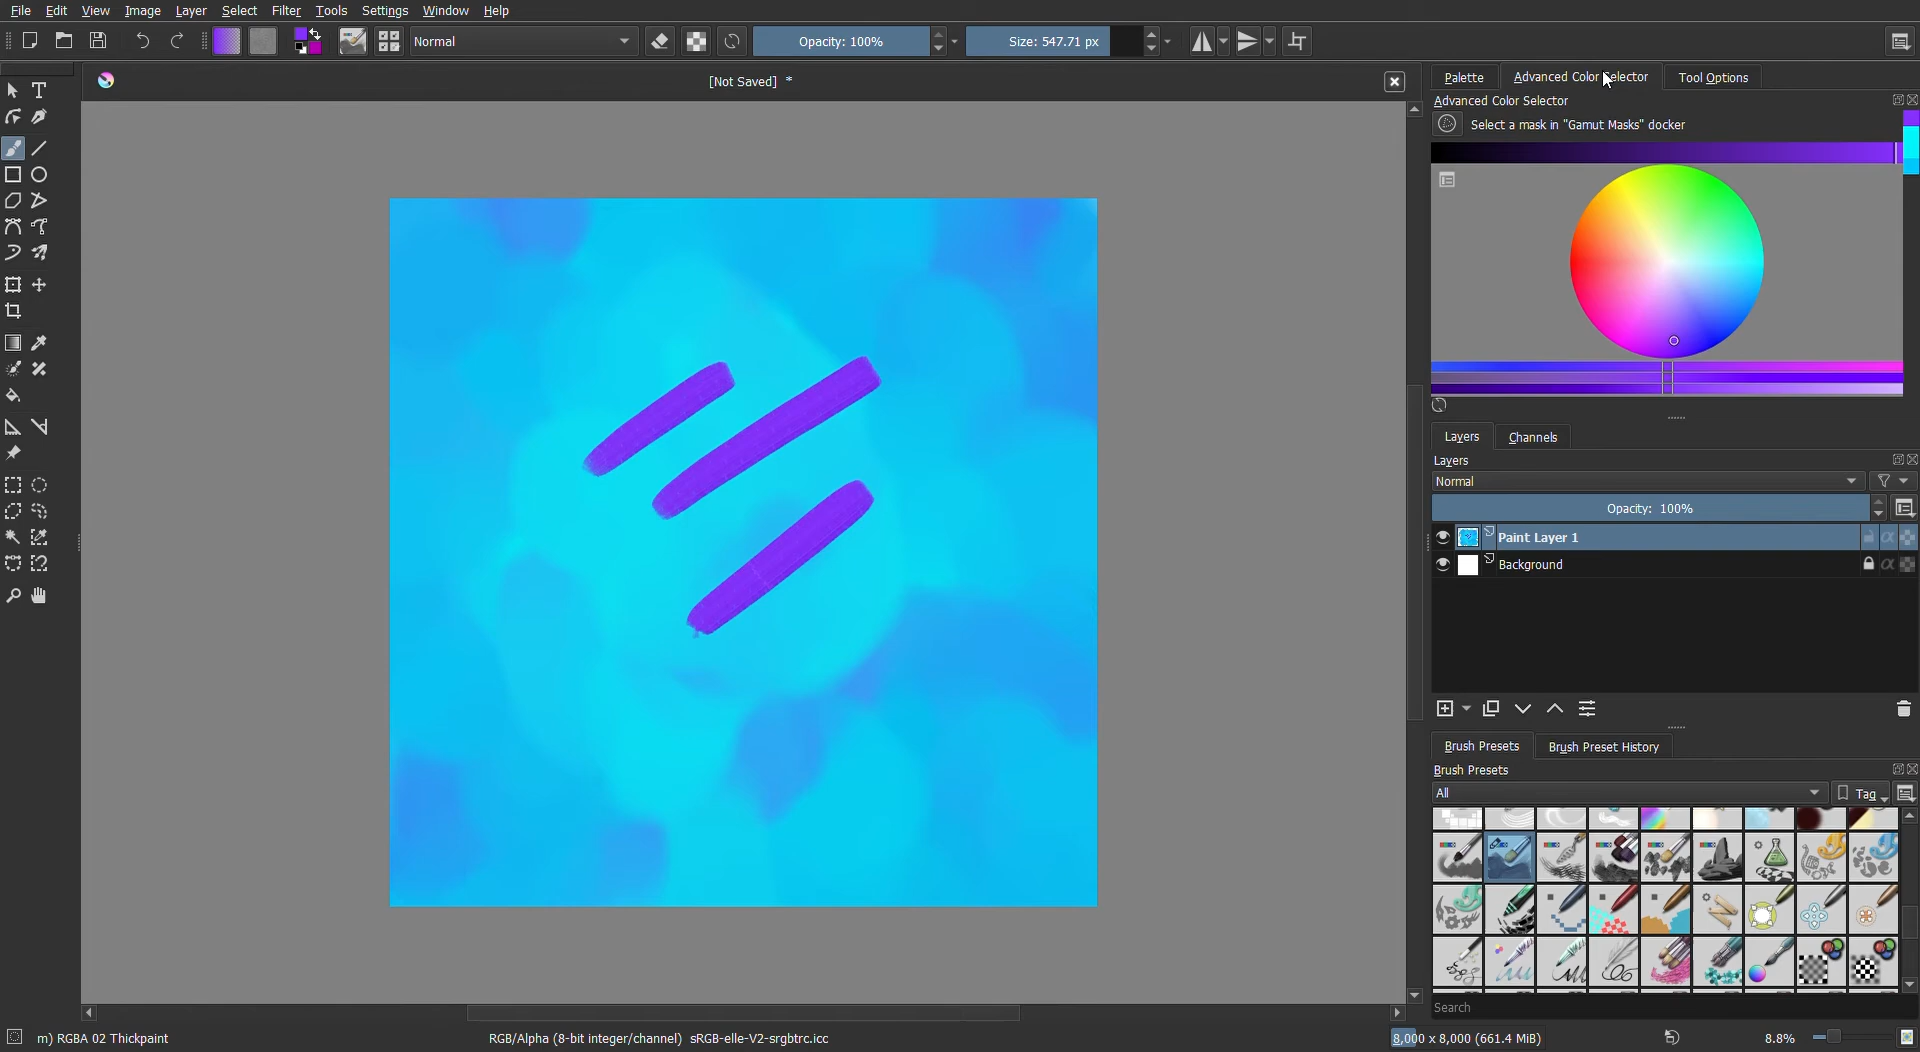 File Edit View Image Layer Select Filter Tools Settings Window Help
Normal Opacity: 100% Size: 547.71 px
[Not Saved] *
Palette Advanced Color Selector Tool Options
Advanced Color Selector
Select a mask in "Gamut Masks" docker
Layers Channels
Layers
Normal
Opacity: 100%
Paint Layer 1
Background
Brush Presets Brush Preset History
Brush Presets
All Tag
Search
m) RGBA 02 Thickpaint RGB/Alpha (8-bit integer/channel) sRGB-elle-V2-srgbtrc.icc 8,000 x 8,000 (661.4 MiB) 8.8%